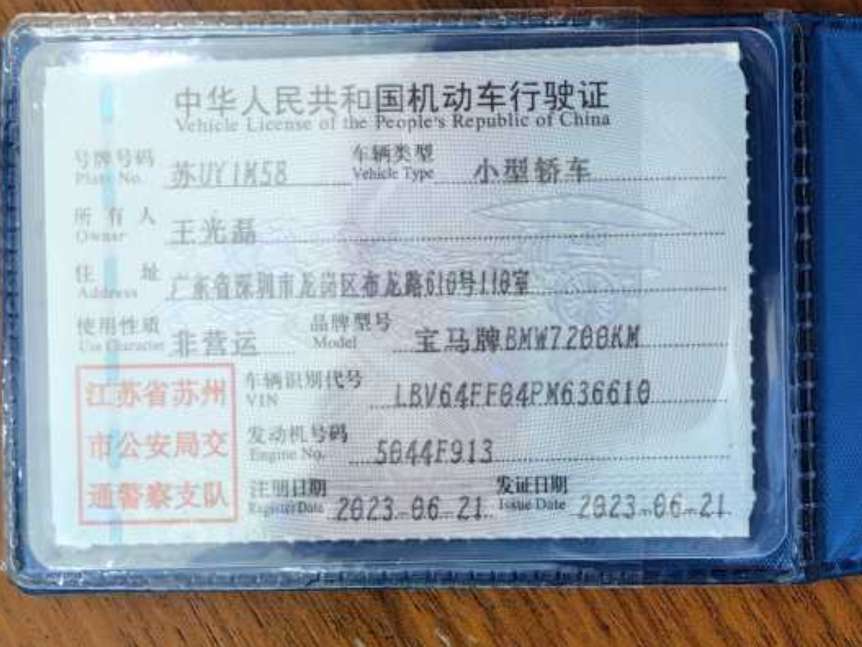 中华人民共和国机动车行驶证
Vehicle License of the People's Republic of China
号牌号码 苏UY1M58 车辆类型 小型轿车
Plate No. Vehicle Type
所有人 王光磊
Owner
住址 广东省深圳市龙岗区布龙路610号110室
Address
使用性质 非营运 品牌型号 宝马牌BMW7200KM
Use Character Model
江苏省苏州 车辆识别代号 LBV64FF04PM636610
VIN
市公安局交 发动机号码 5044F913
Engine No.
通警察支队 注册日期 2023-06-21 发证日期 2023-06-21
Register Date Issue Date